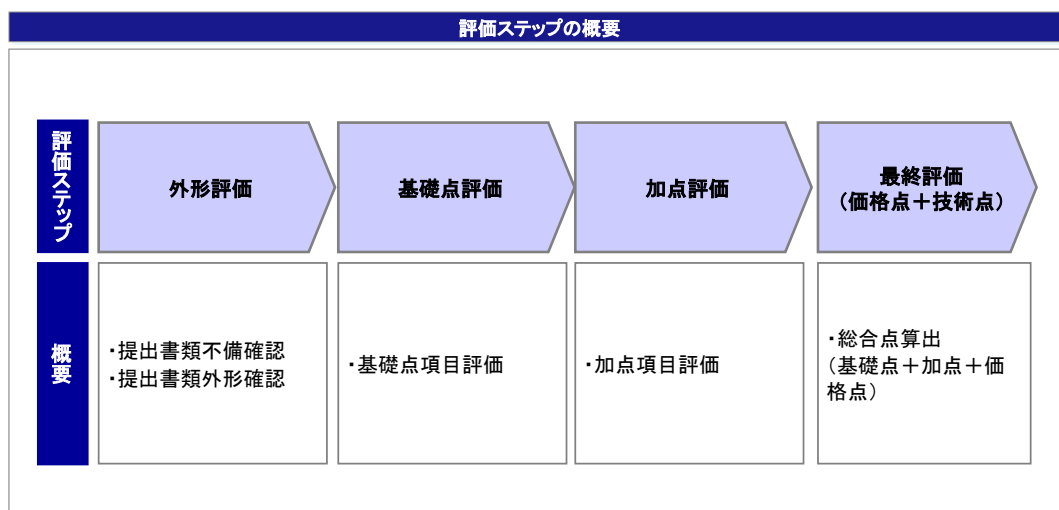 評価ステップの概要
評価ステップ
外形評価
基礎点評価
加点評価
最終評価
（価格点＋技術点）
概要
・提出書類不備確認
・提出書類外形確認
・基礎点項目評価
・加点項目評価
・総合点算出
（基礎点＋加点＋価
格点）